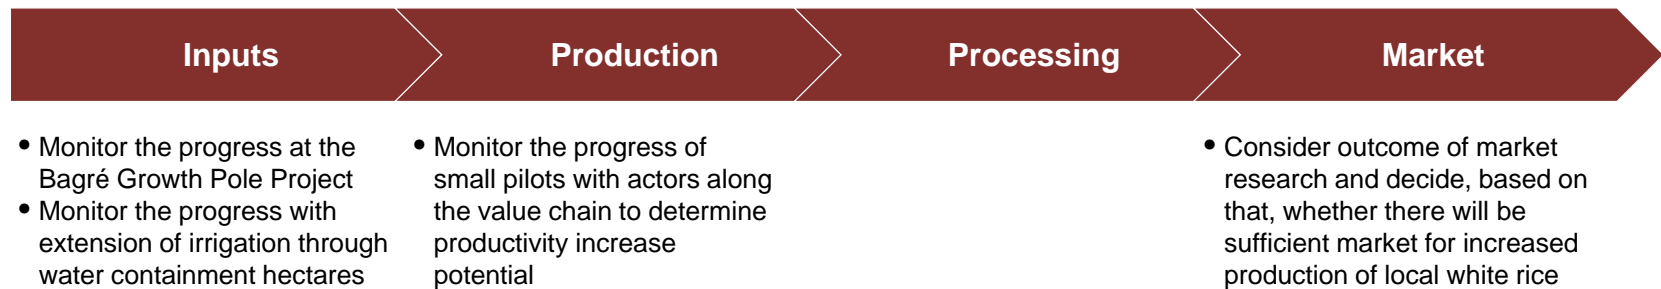 Inputs
Production
Processing
Market
• Monitor the progress at the
Bagré Growth Pole Project
• Monitor the progress with
extension of irrigation through
water containment hectares
• Monitor the progress of
small pilots with actors along
the value chain to determine
productivity increase
potential
• Consider outcome of market
research and decide, based on
that, whether there will be
sufficient market for increased
production of local white rice